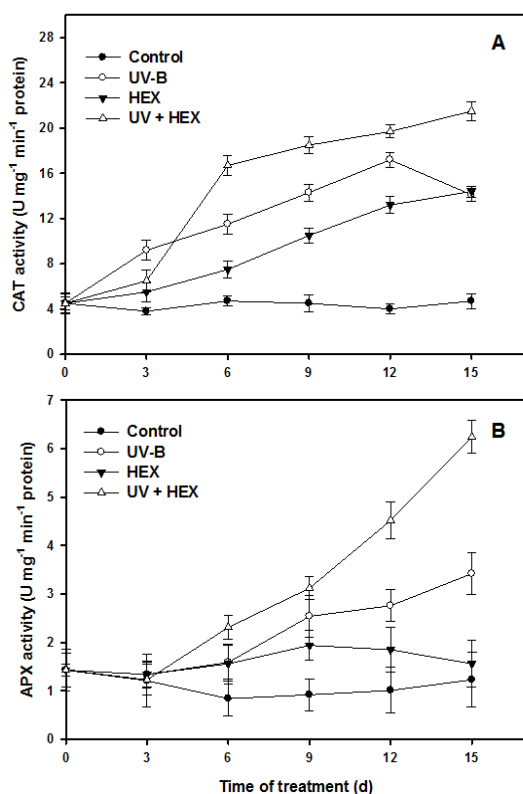 A
Control
UV-B
HEX
UV + HEX
CAT activity (U mg-1 min-1 protein)
28
24
20
16
12
8
4
0
0 3 6 9 12 15
B
Control
UV-B
HEX
UV + HEX
APX activity (U mg-1 min-1 protein)
7
6
5
4
3
2
1
0
0 3 6 9 12 15
Time of treatment (d)